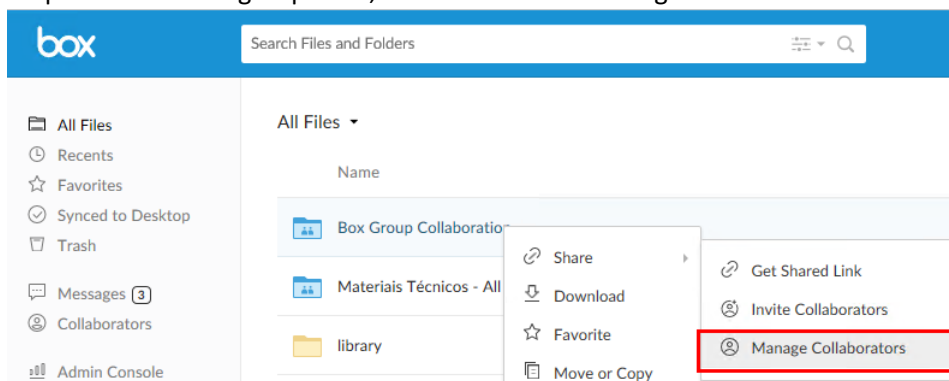 box
Search Files and Folders
All Files
Recents
Favorites
Synced to Desktop
Trash
Messages 3
Collaborators
Admin Console
All Files
Name
Box Group Collaboration
Materiais Técnicos - All
library
Share
Download
Favorite
Move or Copy
Get Shared Link
Invite Collaborators
Manage Collaborators